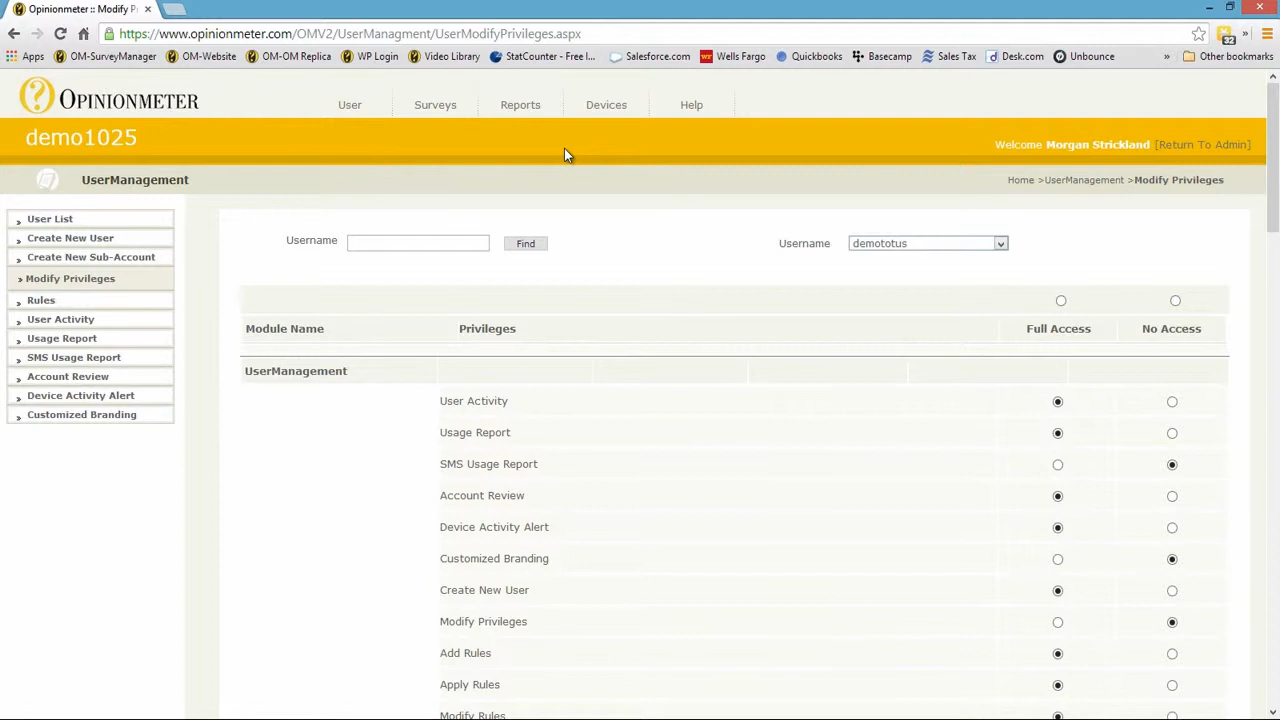 Opinionmeter :: Modify P
https://www.opinionmeter.com/OMV2/UserManagment/UserModifyPrivileges.aspx
32
Apps OM-SurveyManager OM-Website OM-OM Replica WP Login Video Library StatCounter - Free I... Salesforce.com Wells Fargo Quickbooks Basecamp Sales Tax Desk.com Unbounce » Other bookmarks
OPINIONMETER
User Surveys Reports Devices Help
demo1025
Welcome Morgan Strickland [Return To Admin]
UserManagement
Home >UserManagement >Modify Privileges
User List
Create New User
Create New Sub-Account
Modify Privileges
Rules
User Activity
Usage Report
SMS Usage Report
Account Review
Device Activity Alert
Customized Branding
Username Find Username demototus
Module Name Privileges Full Access No Access
UserManagement
User Activity
Usage Report
SMS Usage Report
Account Review
Device Activity Alert
Customized Branding
Create New User
Modify Privileges
Add Rules
Apply Rules
Modify Rules